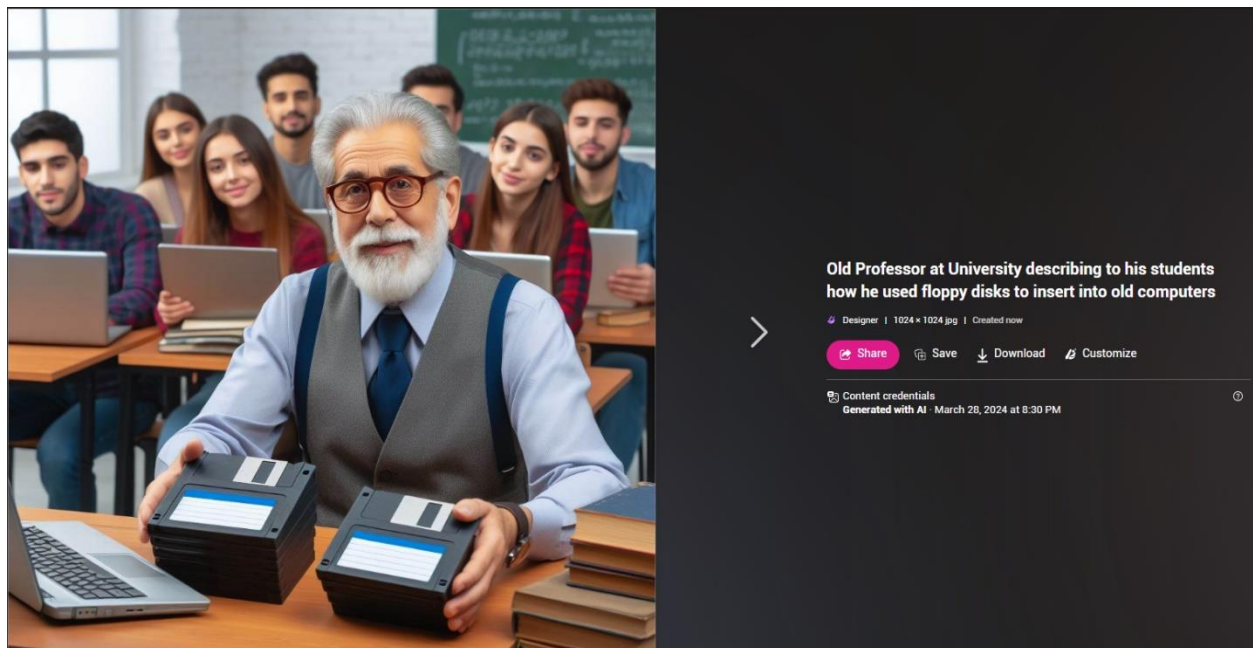 Old Professor at University describing to his students
how he used floppy disks to insert into old computers
Designer | 1024 × 1024 jpg | Created now
Share Save Download Customize
Content credentials
Generated with AI · March 28, 2024 at 8:30 PM